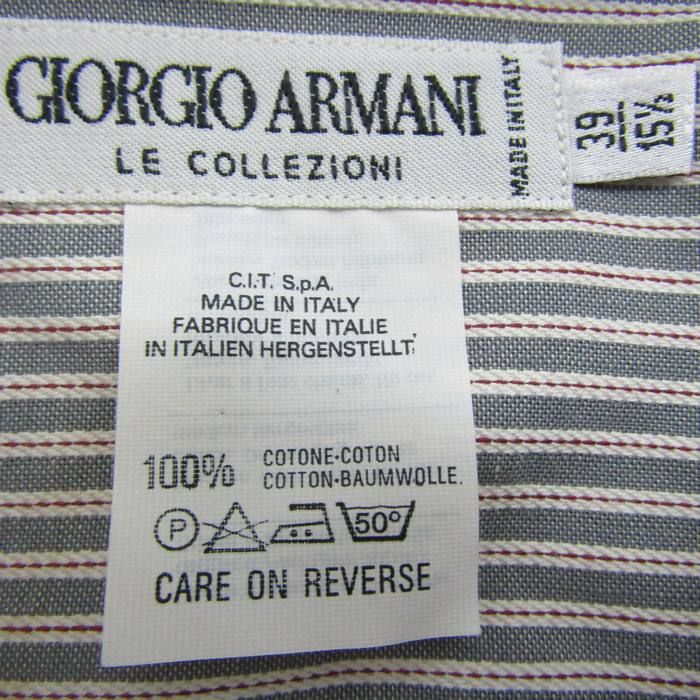 GIORGIO ARMANI
LE COLLEZIONI
MADE IN ITALY
39
15½
C.I.T. S.p.A.
MADE IN ITALY
FABRIQUE EN ITALIE
IN ITALIEN HERGENSTELLT
100% COTONE-COTON
COTTON-BAUMWOLLE.
P 50°
CARE ON REVERSE